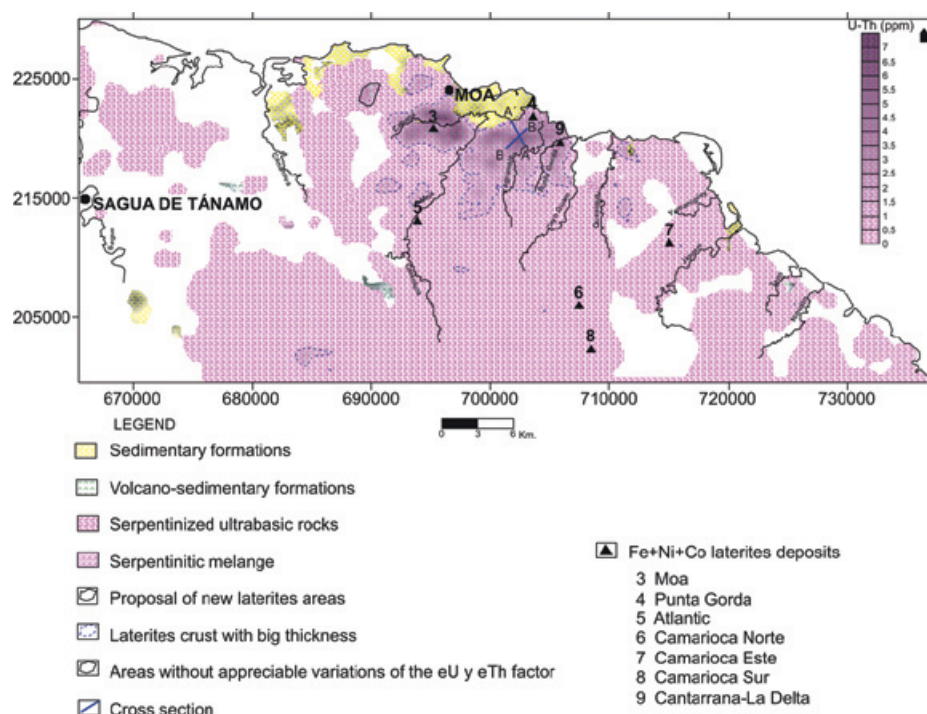 U-Th (ppm)
7
6.5
6
5.5
5
4.5
4
3.5
3
2.5
2
1.5
1
0.5
0
225000
215000
205000
MOA
SAGUA DE TÁNAMO
3
4
9
5
7
6
8
A'
B'
B
A
670000 680000 690000 700000 710000 720000 730000
LEGEND
0 3 6 Km.
Sedimentary formations
Volcano-sedimentary formations
Serpentinized ultrabasic rocks
Serpentinitic melange
Proposal of new laterites areas
Laterites crust with big thickness
Areas without appreciable variations of the eU y eTh factor
Cross section
Fe+Ni+Co laterites deposits
3 Moa
4 Punta Gorda
5 Atlantic
6 Camarioca Norte
7 Camarioca Este
8 Camarioca Sur
9 Cantarrana-La Delta